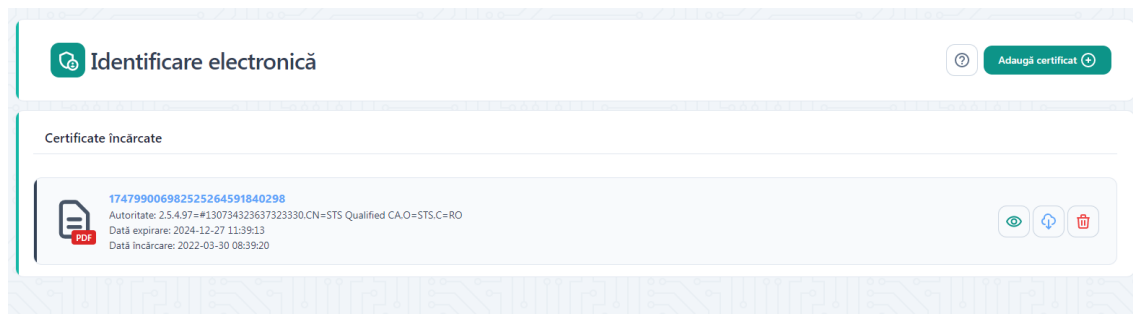 Identificare electronică
Adaugă certificat
Certificate încărcate
174799006982525264591840298
Autoritate: 2.5.4.97=#130734323637323330.CN=STS Qualified CA.O=STS.C=RO
Dată expirare: 2024-12-27 11:39:13
PDF
Dată încărcare: 2022-03-30 08:39:20